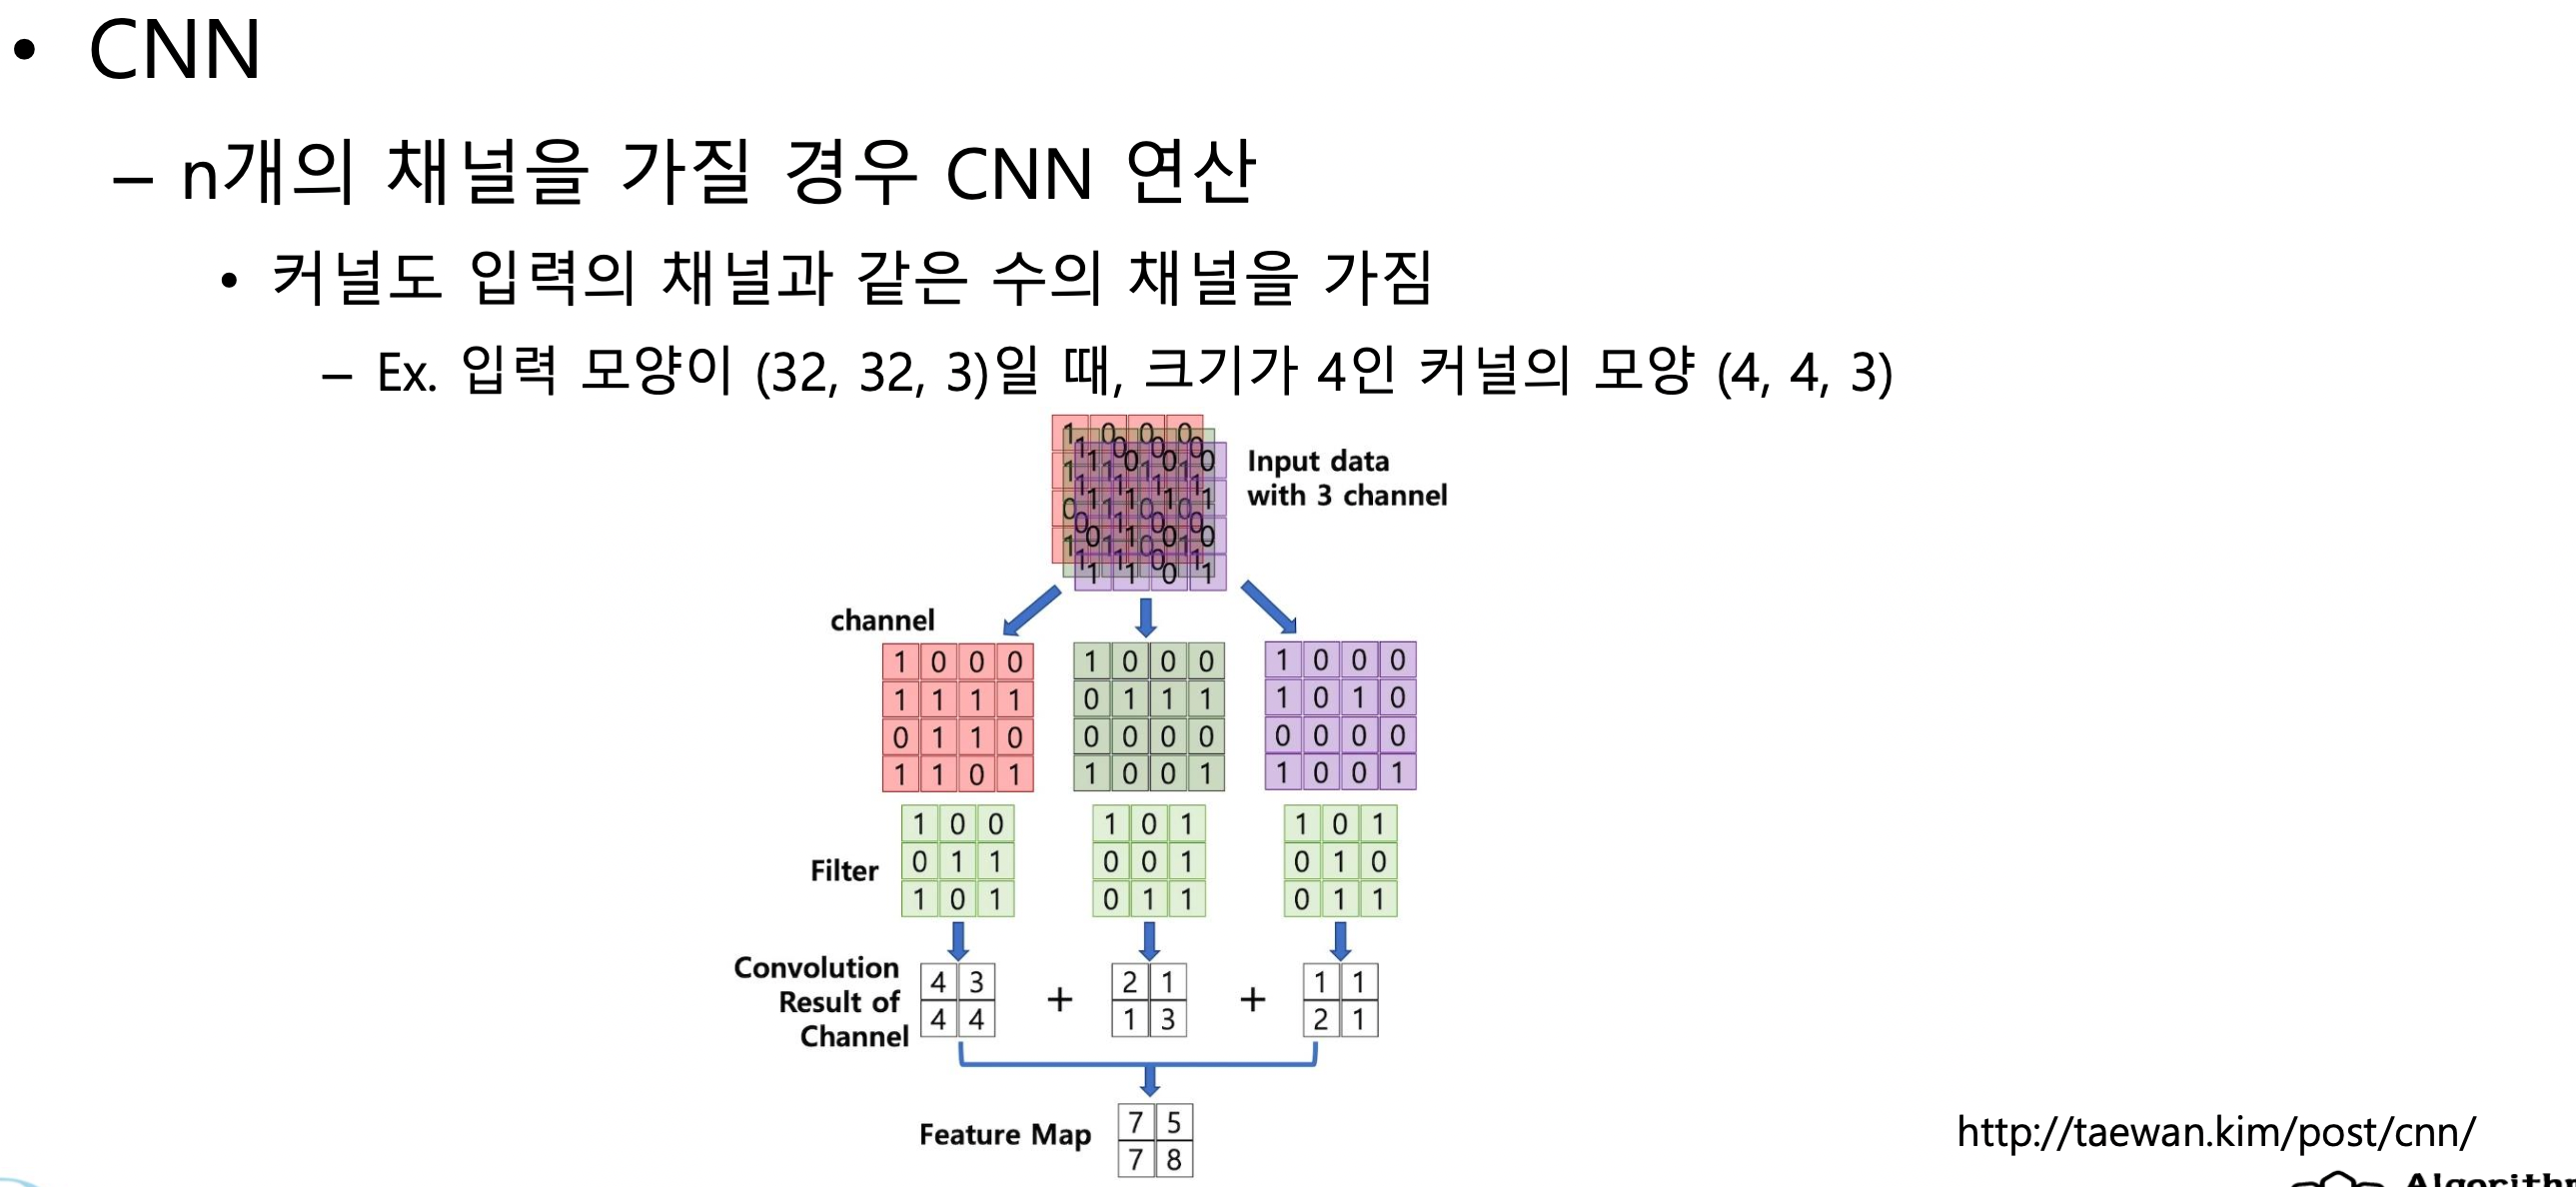 • CNN
– n개의 채널을 가질 경우 CNN 연산
• 커널도 입력의 채널과 같은 수의 채널을 가짐
– Ex. 입력 모양이 (32, 32, 3)일 때, 크기가 4인 커널의 모양 (4, 4, 3)
Input data
with 3 channel
channel
1 0 0 0
1 1 1 1
0 1 1 0
1 1 0 1
1 0 0 0
0 1 1 1
0 0 0 0
1 0 0 1
1 0 0 0
1 0 1 0
0 0 0 0
1 0 0 1
Filter
1 0 0
0 1 1
1 0 1
1 0 1
0 0 1
0 1 1
1 0 1
0 1 0
0 1 1
Convolution
Result of
Channel
4 3
4 4
+
2 1
1 3
+
1 1
2 1
Feature Map
7 5
7 8
http://taewan.kim/post/cnn/